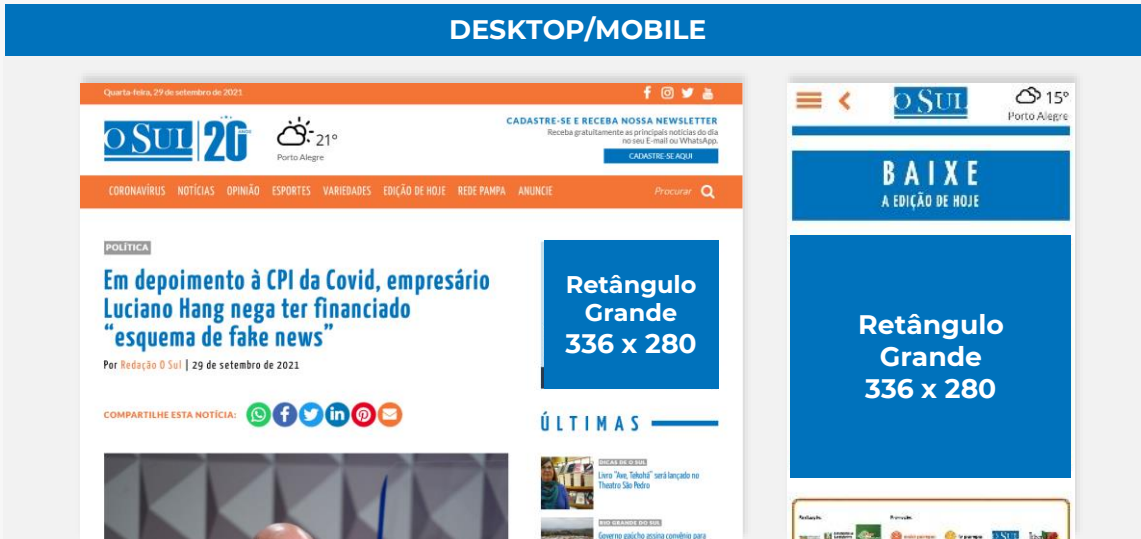 DESKTOP/MOBILE
Quarta-feira, 29 de setembro de 2021
O SUL 20 ANOS
21°
Porto Alegre
CADASTRE-SE E RECEBA NOSSA NEWSLETTER
Receba gratuitamente as principais notícias do dia
no seu E-mail ou WhatsApp.
CADASTRE-SE AQUI
CORONAVÍRUS NOTÍCIAS OPINIÃO ESPORTES VARIEDADES EDIÇÃO DE HOJE REDE PAMPA ANUNCIE Procurar
POLÍTICA
Em depoimento à CPI da Covid, empresário
Luciano Hang nega ter financiado
“esquema de fake news”
Por Redação O Sul | 29 de setembro de 2021
COMPARTILHE ESTA NOTÍCIA:
Retângulo
Grande
336 x 280
ÚLTIMAS
DICAS DE O SUL
Livro "Ave, Tekohá" será lançado no
Theatro São Pedro
RIO GRANDE DO SUL
Governo gaúcho assina convênio para
O SUL
15°
Porto Alegre
BAIXE
A EDIÇÃO DE HOJE
Retângulo
Grande
336 x 280
Realização:
Promoção:
O SUL